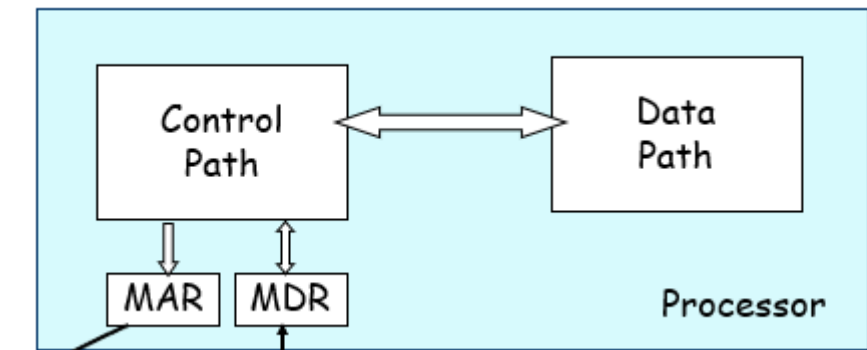 Control
Path
Data
Path
MAR
MDR
Processor